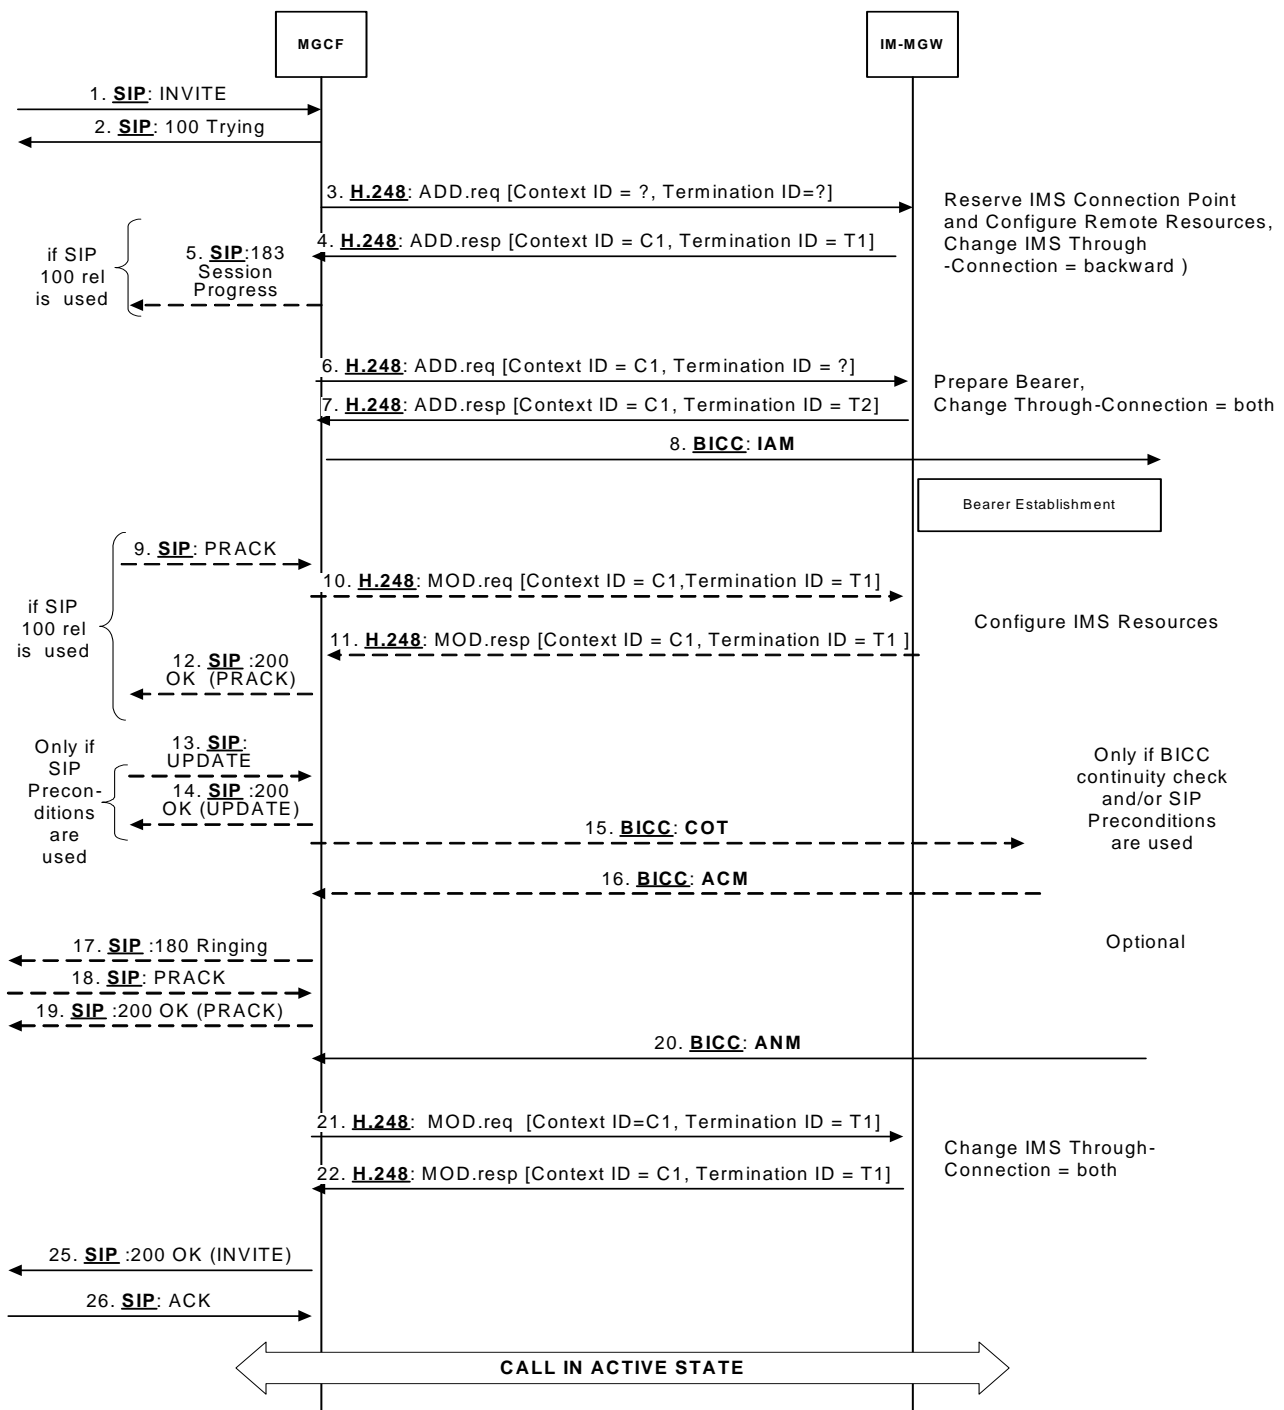 MGCF
IM-MGW
1. SIP: INVITE
2. SIP: 100 Trying
3. H.248: ADD.req [Context ID = ?, Termination ID=?]
Reserve IMS Connection Point
and Configure Remote Resources,
Change IMS Through
-Connection = backward )
4. H.248: ADD.resp [Context ID = C1, Termination ID = T1]
if SIP
100 rel
is used
5. SIP:183
Session
Progress
6. H.248: ADD.req [Context ID = C1, Termination ID = ?]
Prepare Bearer,
Change Through-Connection = both
7. H.248: ADD.resp [Context ID = C1, Termination ID = T2]
8. BICC: IAM
Bearer Establishment
9. SIP: PRACK
10. H.248: MOD.req [Context ID = C1,Termination ID = T1]
if SIP
100 rel
is used
Configure IMS Resources
11. H.248: MOD.resp [Context ID = C1, Termination ID = T1 ]
12. SIP :200
OK (PRACK)
Only if
SIP
Precon-
ditions
are
used
13. SIP:
UPDATE
14. SIP :200
OK (UPDATE)
Only if BICC
continuity check
and/or SIP
Preconditions
are used
15. BICC: COT
16. BICC: ACM
17. SIP :180 Ringing
Optional
18. SIP: PRACK
19. SIP :200 OK (PRACK)
20. BICC: ANM
21. H.248: MOD.req [Context ID=C1, Termination ID = T1]
Change IMS Through-
Connection = both
22. H.248: MOD.resp [Context ID = C1, Termination ID = T1]
25. SIP :200 OK (INVITE)
26. SIP: ACK
CALL IN ACTIVE STATE